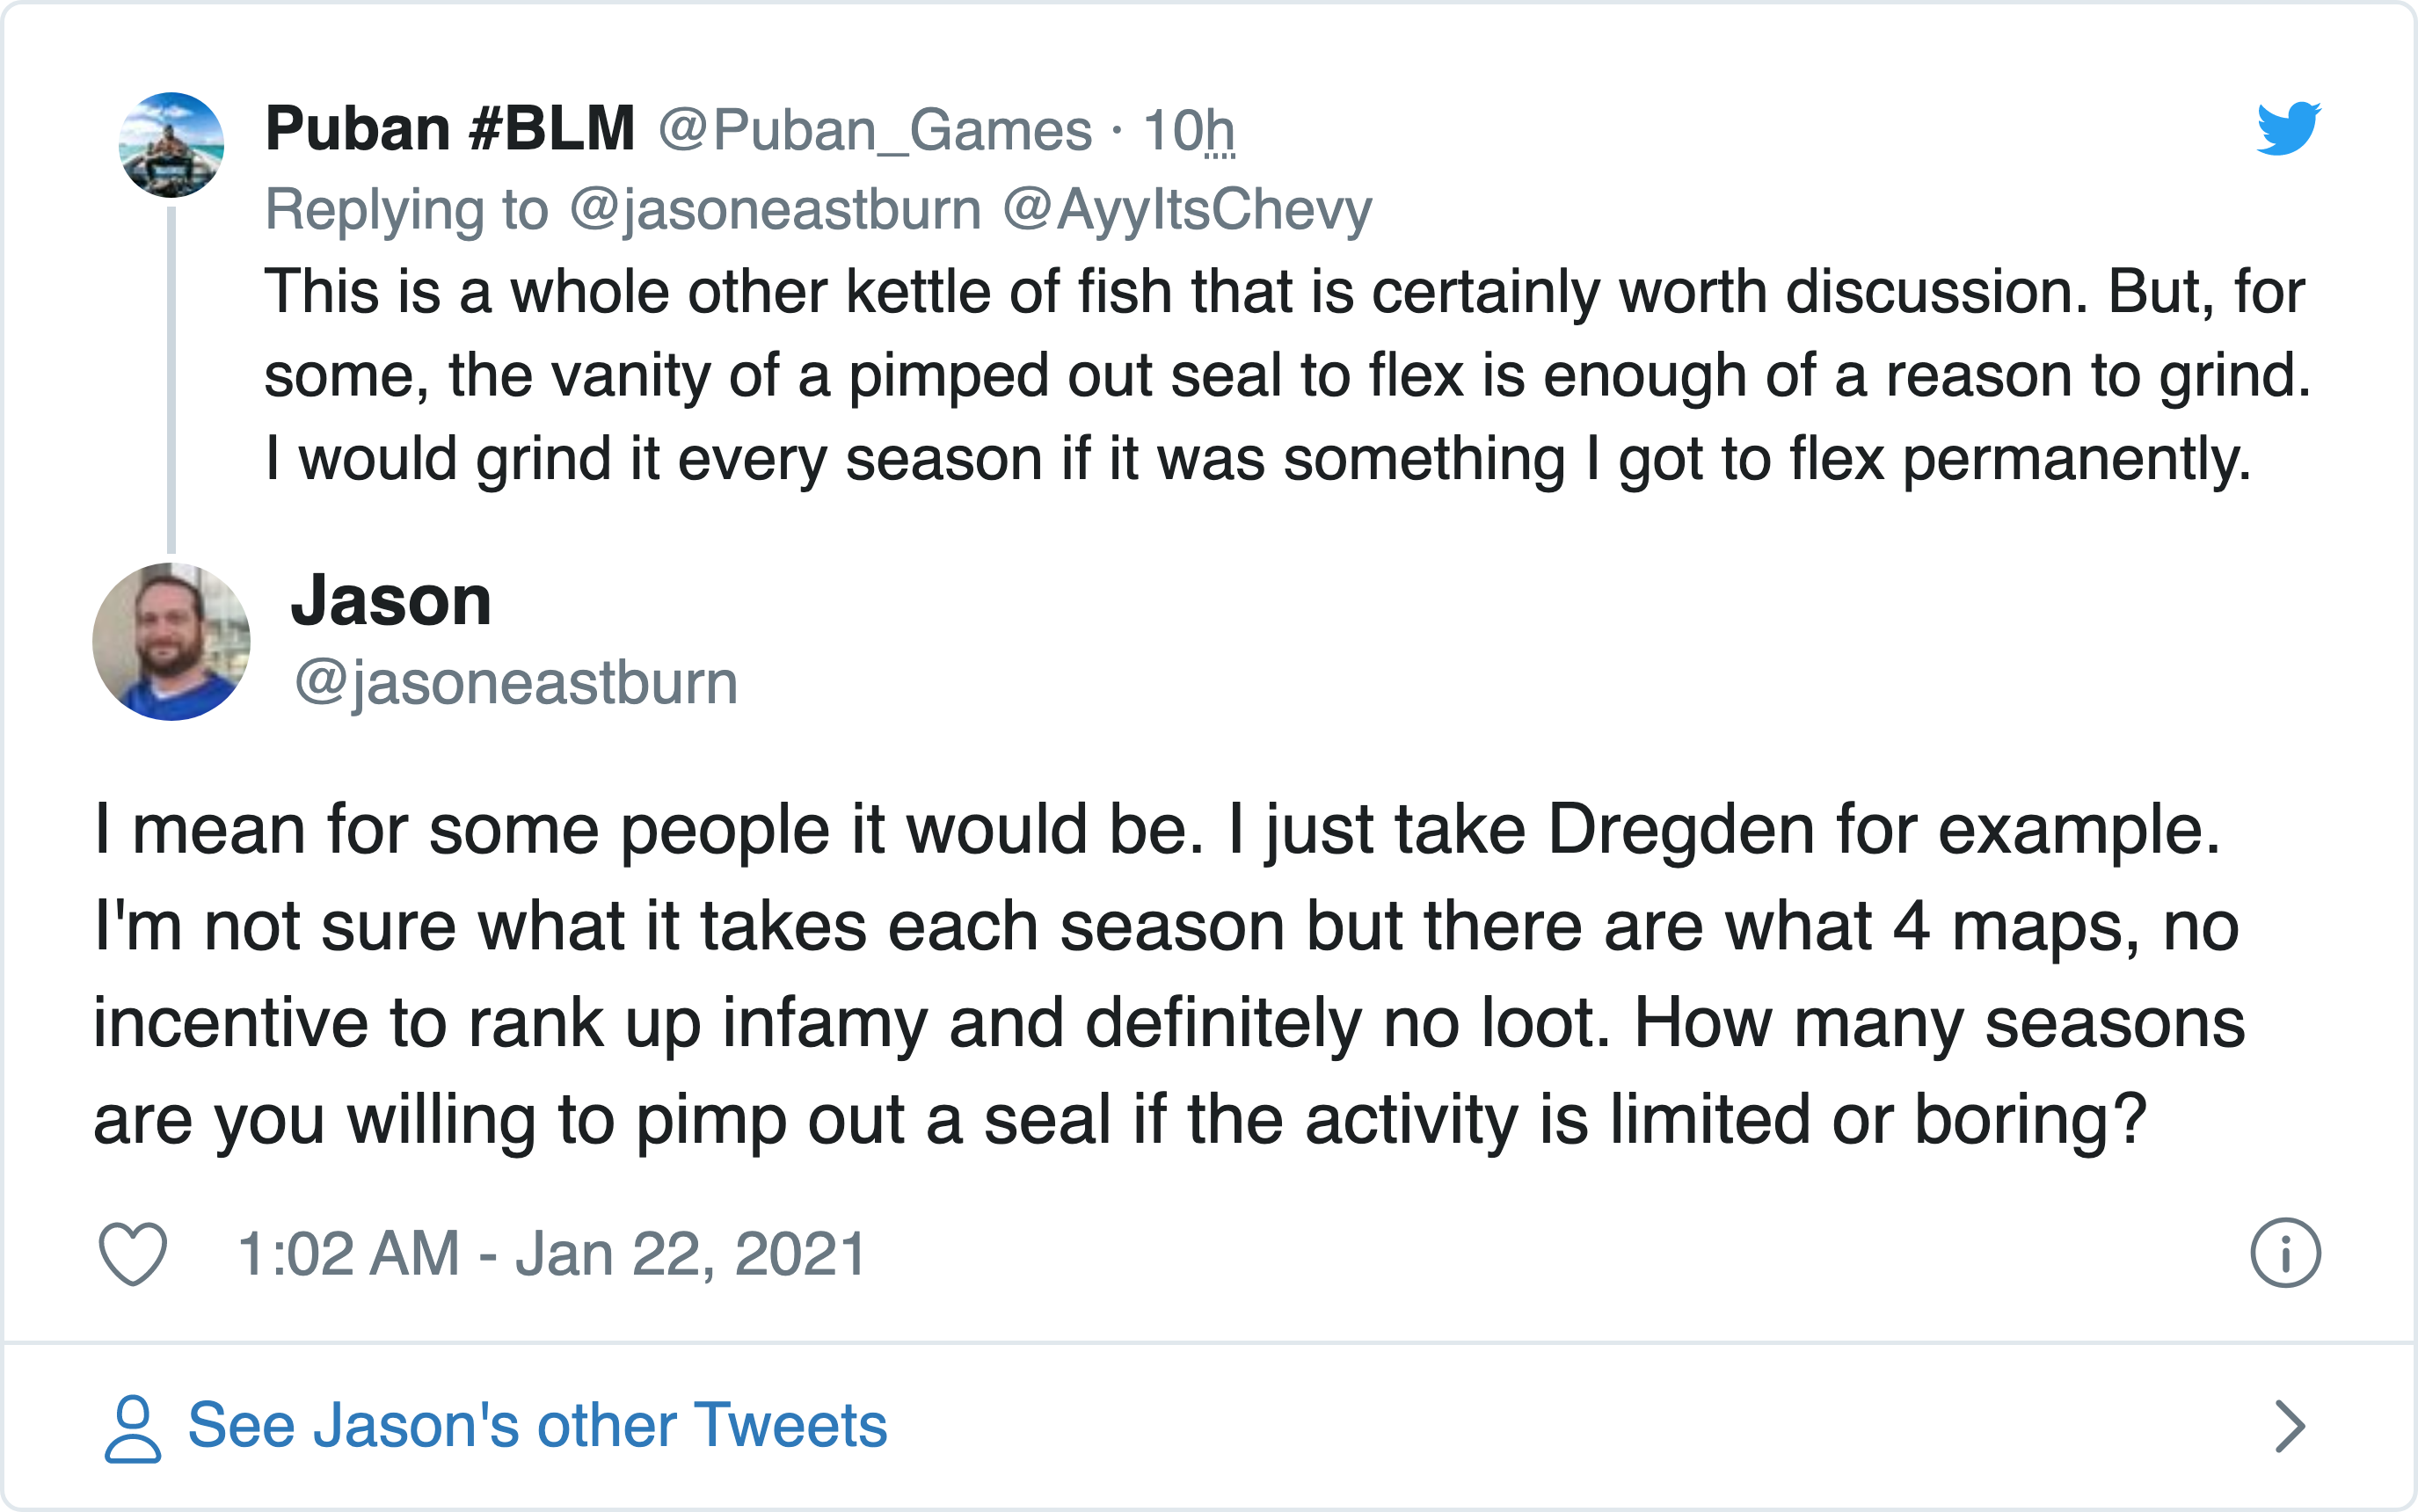 Puban #BLM @Puban_Games · 10h
Replying to @jasoneastburn @AyyItsChevy
This is a whole other kettle of fish that is certainly worth discussion. But, for
some, the vanity of a pimped out seal to flex is enough of a reason to grind.
I would grind it every season if it was something I got to flex permanently.
Jason
@jasoneastburn
I mean for some people it would be. I just take Dregden for example.
I'm not sure what it takes each season but there are what 4 maps, no
incentive to rank up infamy and definitely no loot. How many seasons
are you willing to pimp out a seal if the activity is limited or boring?
1:02 AM - Jan 22, 2021
See Jason's other Tweets